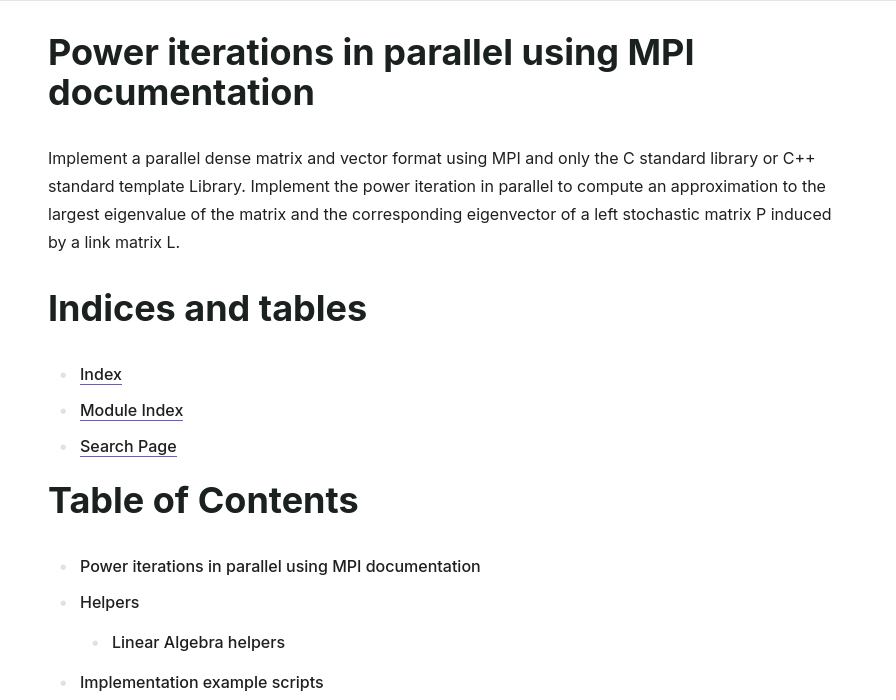 Power iterations in parallel using MPI
documentation
Implement a parallel dense matrix and vector format using MPI and only the C standard library or C++
standard template Library. Implement the power iteration in parallel to compute an approximation to the
largest eigenvalue of the matrix and the corresponding eigenvector of a left stochastic matrix P induced
by a link matrix L.
Indices and tables
Index
Module Index
Search Page
Table of Contents
Power iterations in parallel using MPI documentation
Helpers
Linear Algebra helpers
Implementation example scripts